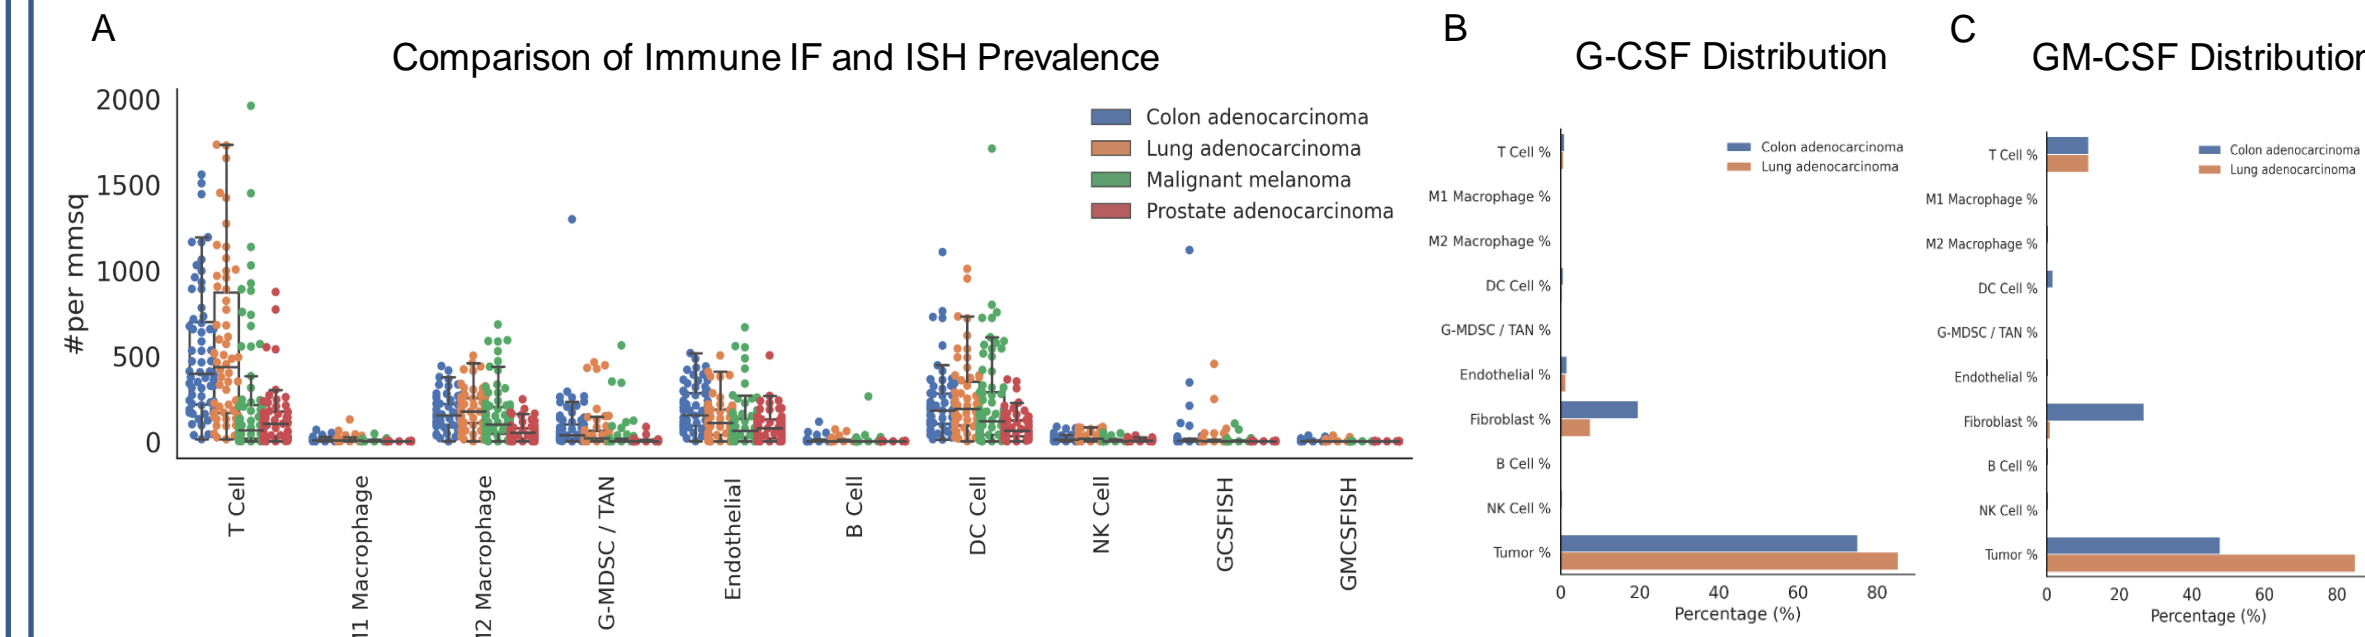 A
Comparison of Immune IF and ISH Prevalence
2000
1500
1000
500
0
#per mmsq
Colon adenocarcinoma
Lung adenocarcinoma
Malignant melanoma
Prostate adenocarcinoma
T Cell
M1 Macrophage
M2 Macrophage
G-MDSC / TAN
Endothelial
B Cell
DC Cell
NK Cell
GCSFISH
GMCSFISH
B
G-CSF Distribution
Colon adenocarcinoma
Lung adenocarcinoma
T Cell %
M1 Macrophage %
M2 Macrophage %
DC Cell %
G-MDSC / TAN %
Endothelial %
Fibroblast %
B Cell %
NK Cell %
Tumor %
0 20 40 60 80
Percentage (%)
C
GM-CSF Distribution
Colon adenocarcinoma
Lung adenocarcinoma
T Cell %
M1 Macrophage %
M2 Macrophage %
DC Cell %
G-MDSC / TAN %
Endothelial %
Fibroblast %
B Cell %
NK Cell %
Tumor %
0 20 40 60 80
Percentage (%)